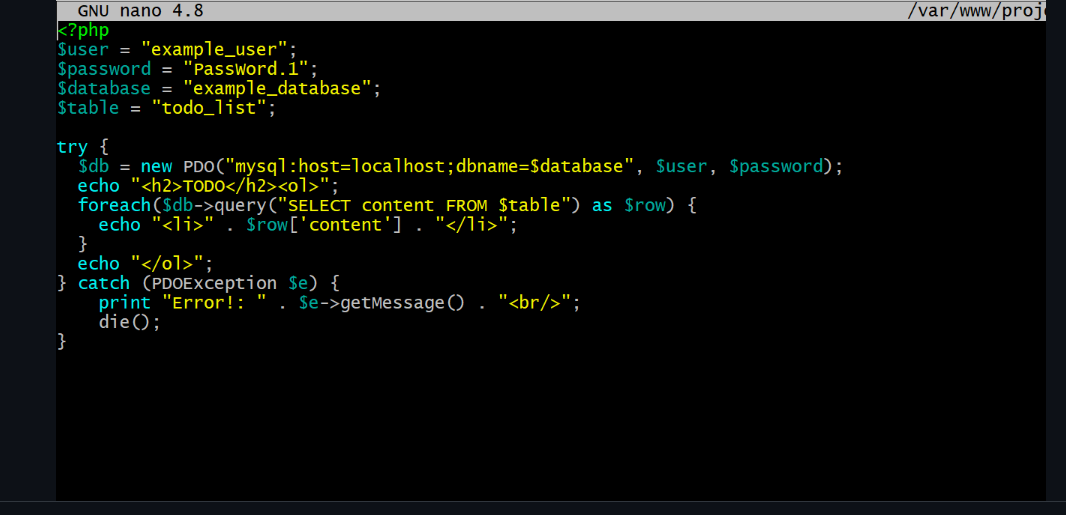 GNU nano 4.8 /var/www/proj
<?php
$user = "example_user";
$password = "PassWord.1";
$database = "example_database";
$table = "todo_list";

try {
  $db = new PDO("mysql:host=localhost;dbname=$database", $user, $password);
  echo "<h2>TODO</h2><ol>";
  foreach($db->query("SELECT content FROM $table") as $row) {
    echo "<li>" . $row['content'] . "</li>";
  }
  echo "</ol>";
} catch (PDOException $e) {
    print "Error!: " . $e->getMessage() . "<br/>";
    die();
}